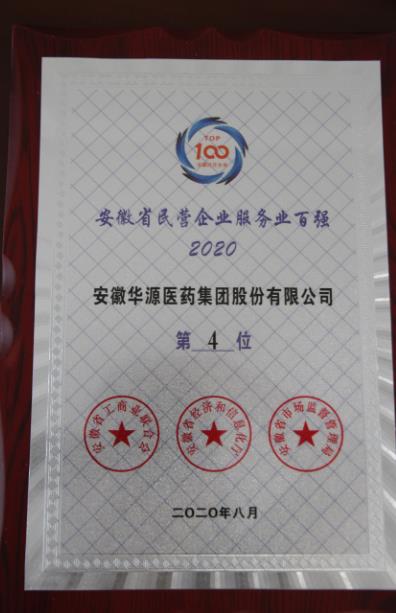 TOP
100
安徽省民营企业服务业百强
2020
安徽华源医药集团股份有限公司
第 4 位
安徽省工商业联合会
安徽省经济和信息化厅
安徽省市场监督管理局
二〇二〇年八月